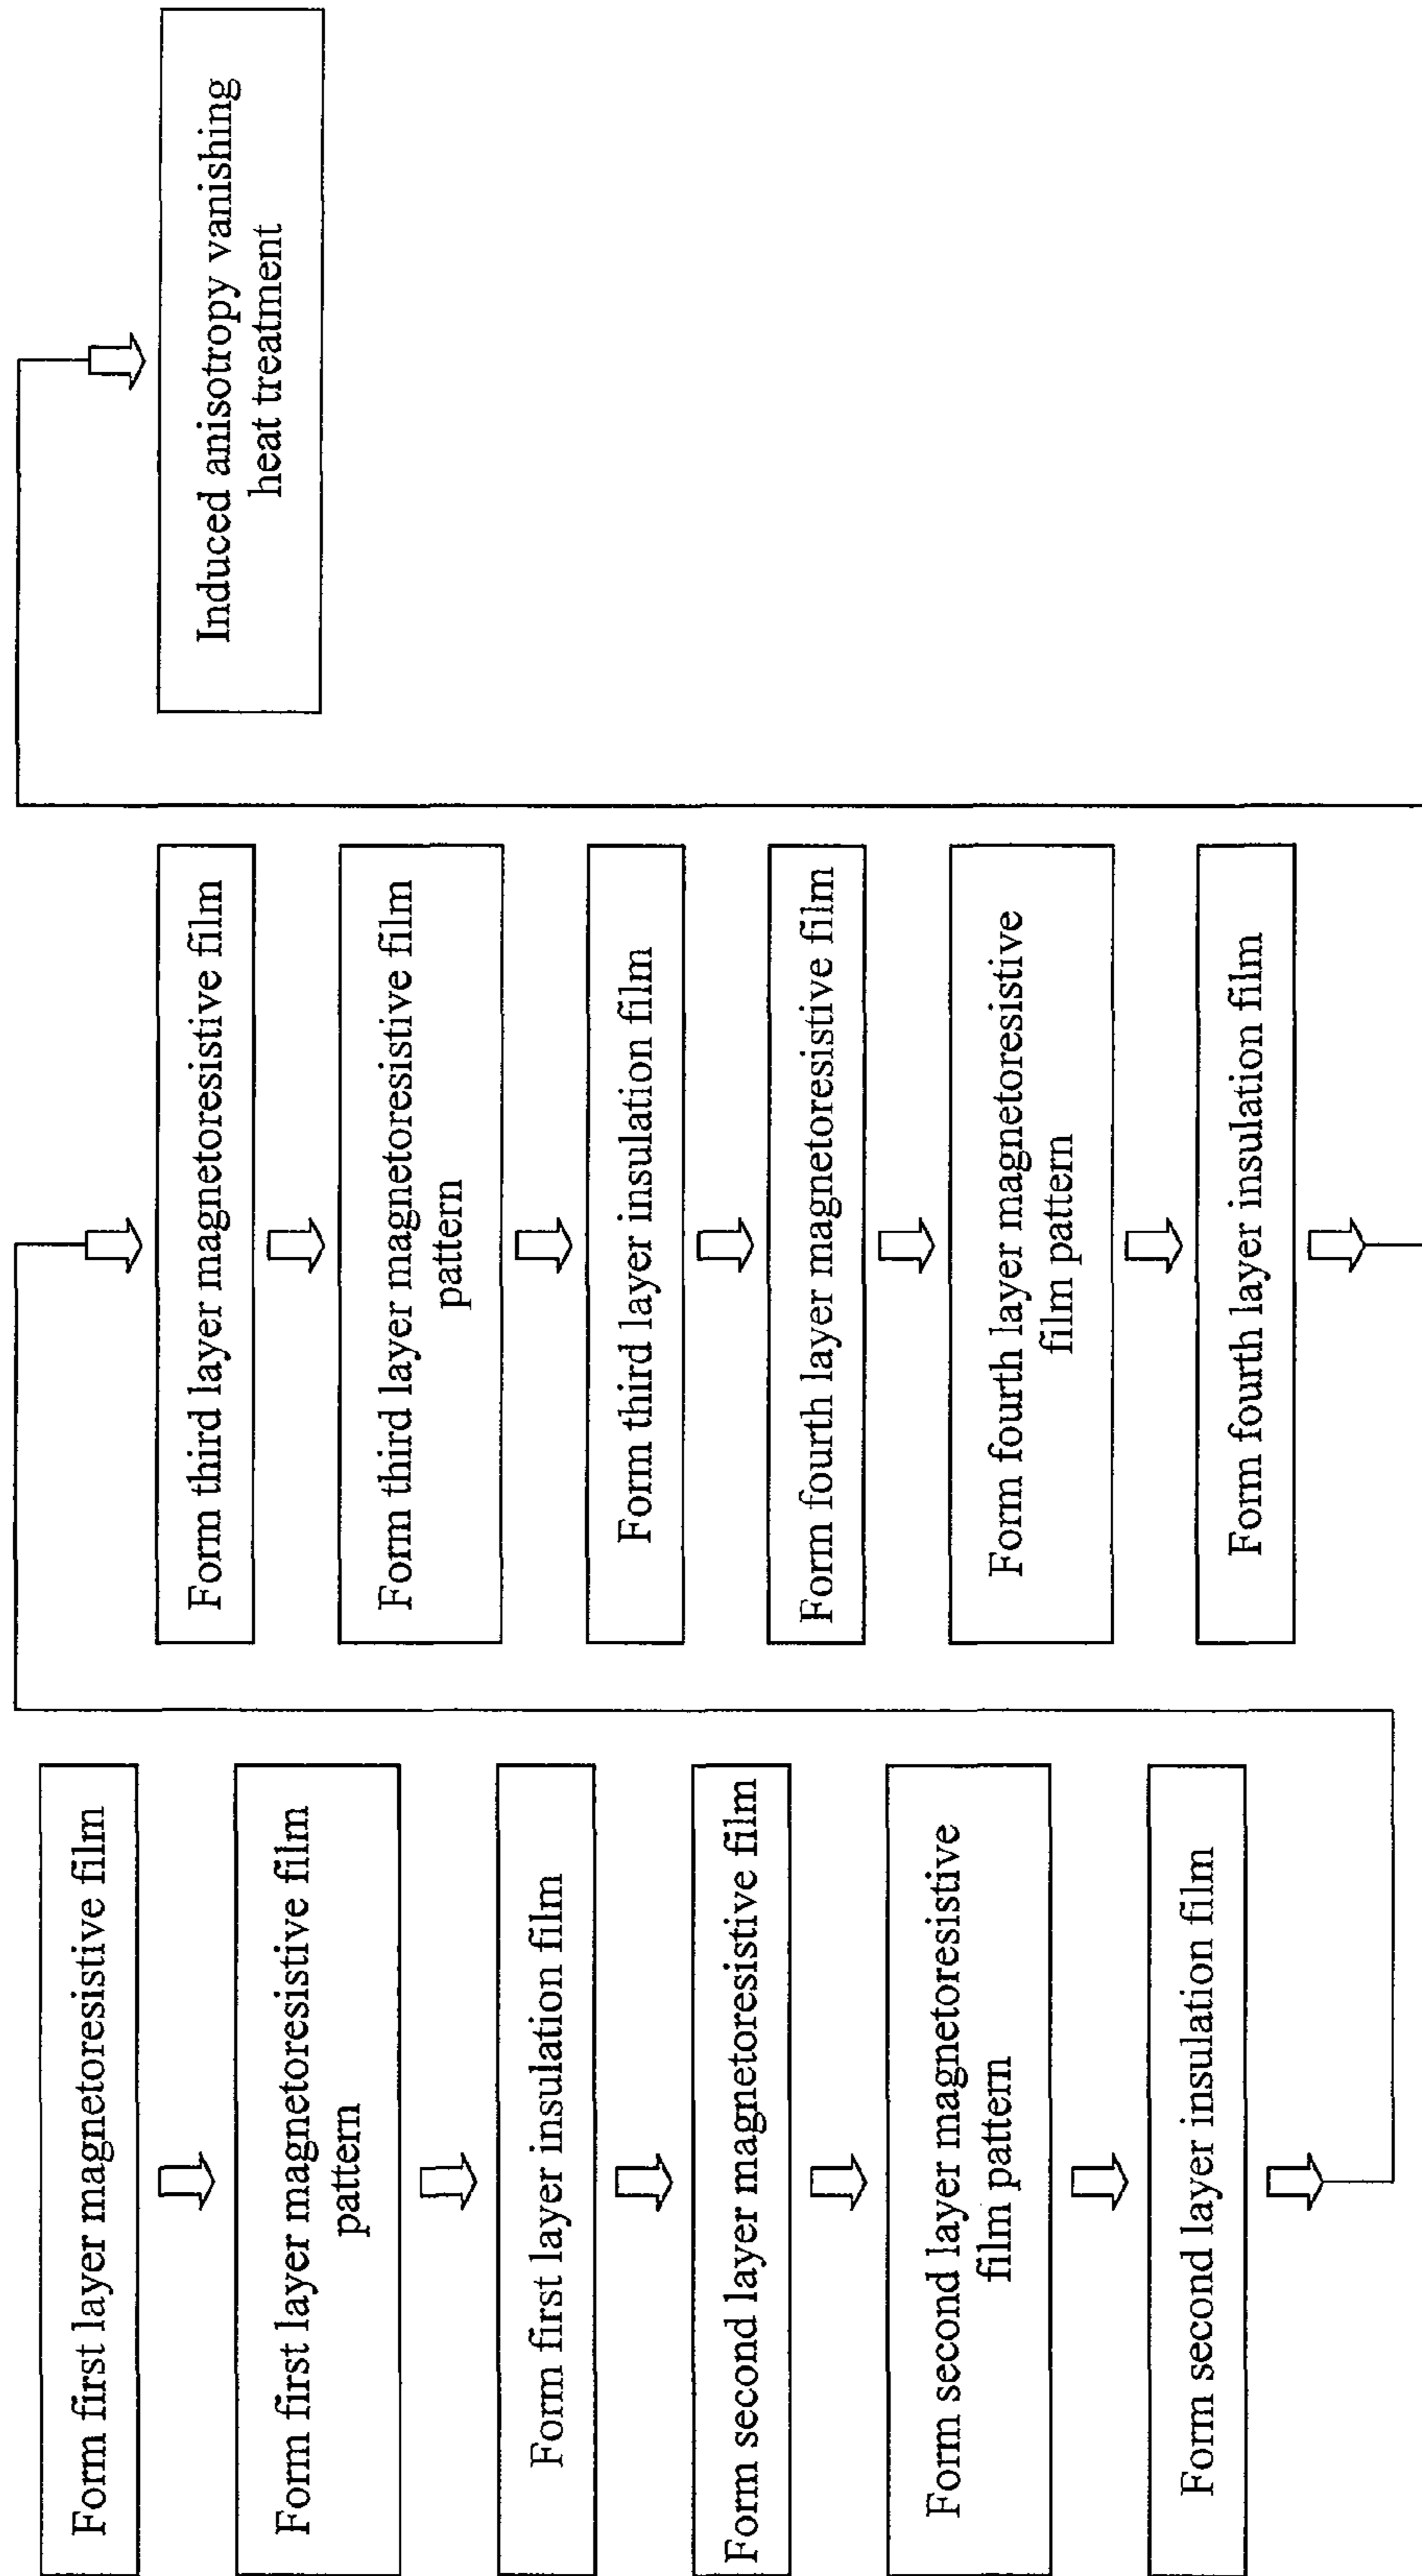 Form first layer magnetoresistive film
Form first layer magnetoresistive film
pattern
Form first layer insulation film
Form second layer magnetoresistive film
Form second layer magnetoresistive
film pattern
Form second layer insulation film
Form third layer magnetoresistive film
Form third layer magnetoresistive film
pattern
Form third layer insulation film
Form fourth layer magnetoresistive film
Form fourth layer magnetoresistive
film pattern
Form fourth layer insulation film
Induced anisotropy vanishing
heat treatment